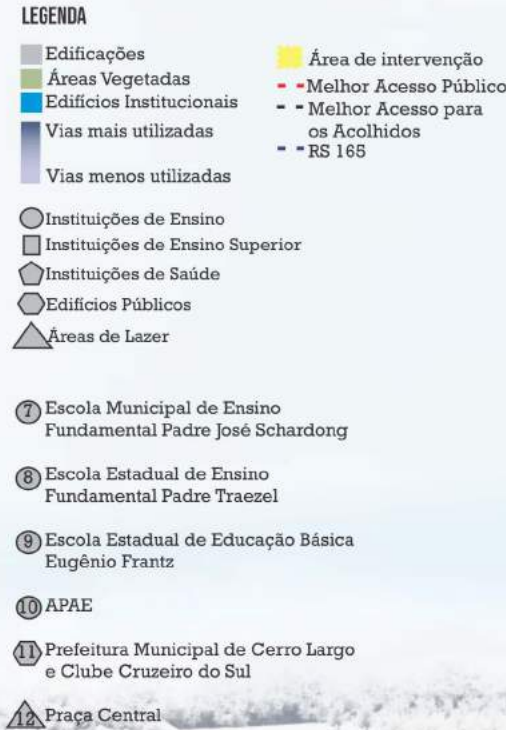 LEGENDA
Edificações
Áreas Vegetadas
Edifícios Institucionais
Vias mais utilizadas
Vias menos utilizadas
Área de intervenção
Melhor Acesso Público
Melhor Acesso para
os Acolhidos
RS 165
Instituições de Ensino
Instituições de Ensino Superior
Instituições de Saúde
Edifícios Públicos
Áreas de Lazer
7 Escola Municipal de Ensino
Fundamental Padre José Schardong
8 Escola Estadual de Ensino
Fundamental Padre Traezel
9 Escola Estadual de Educação Básica
Eugênio Frantz
10 APAE
11 Prefeitura Municipal de Cerro Largo
e Clube Cruzeiro do Sul
12 Praça Central